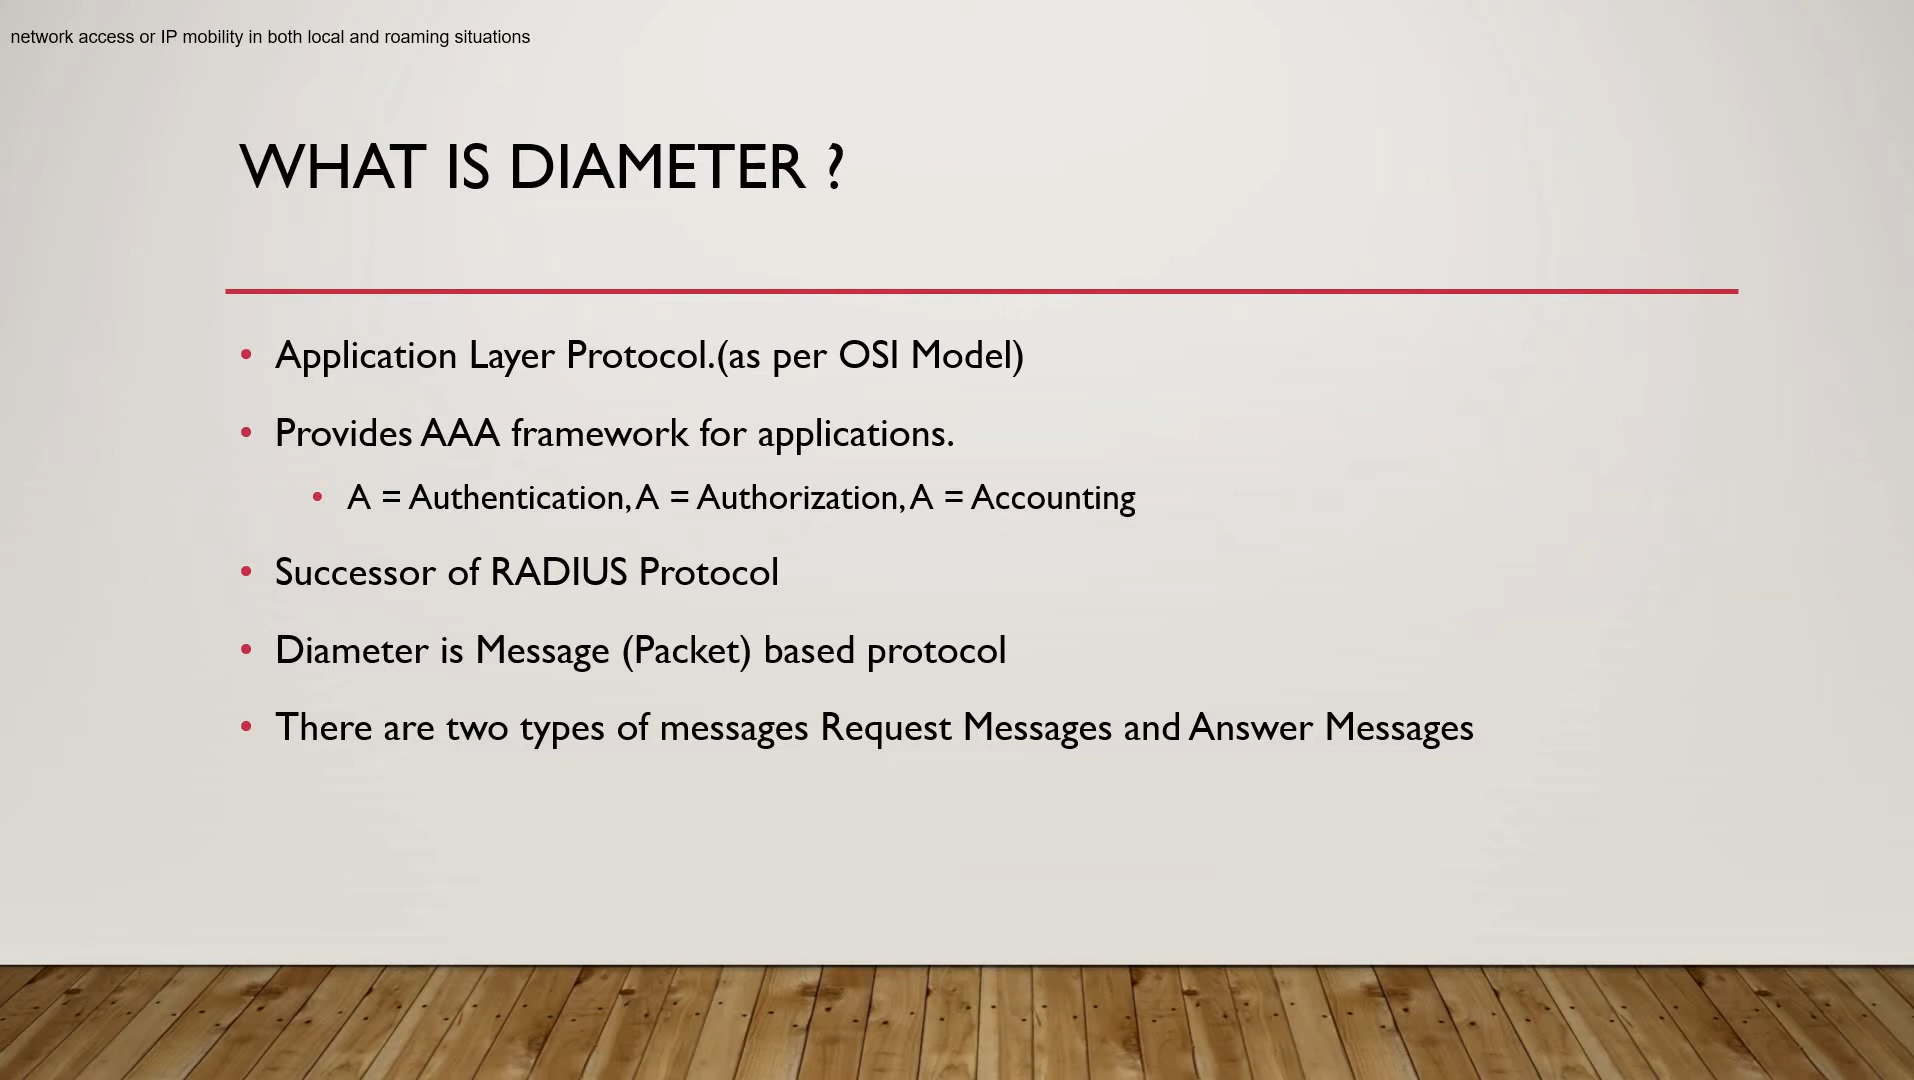 network access or IP mobility in both local and roaming situations
WHAT IS DIAMETER ?
• Application Layer Protocol.(as per OSI Model)
• Provides AAA framework for applications.
• A = Authentication, A = Authorization, A = Accounting
• Successor of RADIUS Protocol
• Diameter is Message (Packet) based protocol
• There are two types of messages Request Messages and Answer Messages